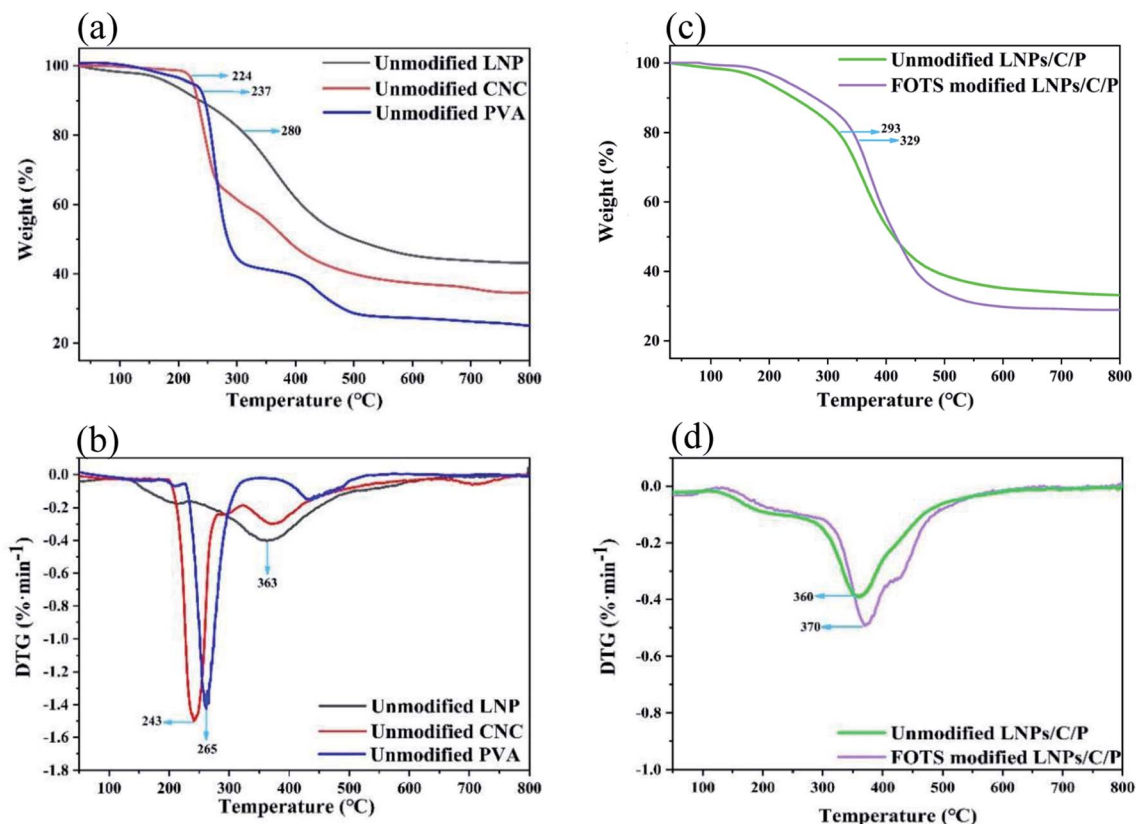 (a)
Unmodified LNP
Unmodified CNC
Unmodified PVA
224
237
280
100
80
60
40
20
Weight (%)
100 200 300 400 500 600 700 800
Temperature (℃)
(c)
Unmodified LNPs/C/P
FOTS modified LNPs/C/P
293
329
100
80
60
40
20
Weight (%)
100 200 300 400 500 600 700 800
Temperature (℃)
(b)
0.0
-0.2
-0.4
-0.6
-0.8
-1.0
-1.2
-1.4
-1.6
-1.8
DTG (%·min⁻¹)
363
243
265
Unmodified LNP
Unmodified CNC
Unmodified PVA
100 200 300 400 500 600 700 800
Temperature (℃)
(d)
0.0
-0.2
-0.4
-0.6
-0.8
-1.0
DTG (%·min⁻¹)
360
370
Unmodified LNPs/C/P
FOTS modified LNPs/C/P
100 200 300 400 500 600 700 800
Temperature (℃)